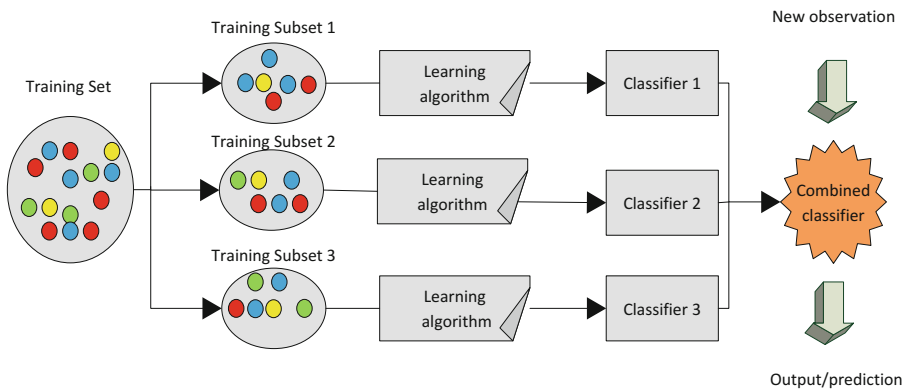 Training Set
Training Subset 1
Learning
algorithm
Classifier 1
Training Subset 2
Learning
algorithm
Classifier 2
Training Subset 3
Learning
algorithm
Classifier 3
New observation
Combined
classifier
Output/prediction